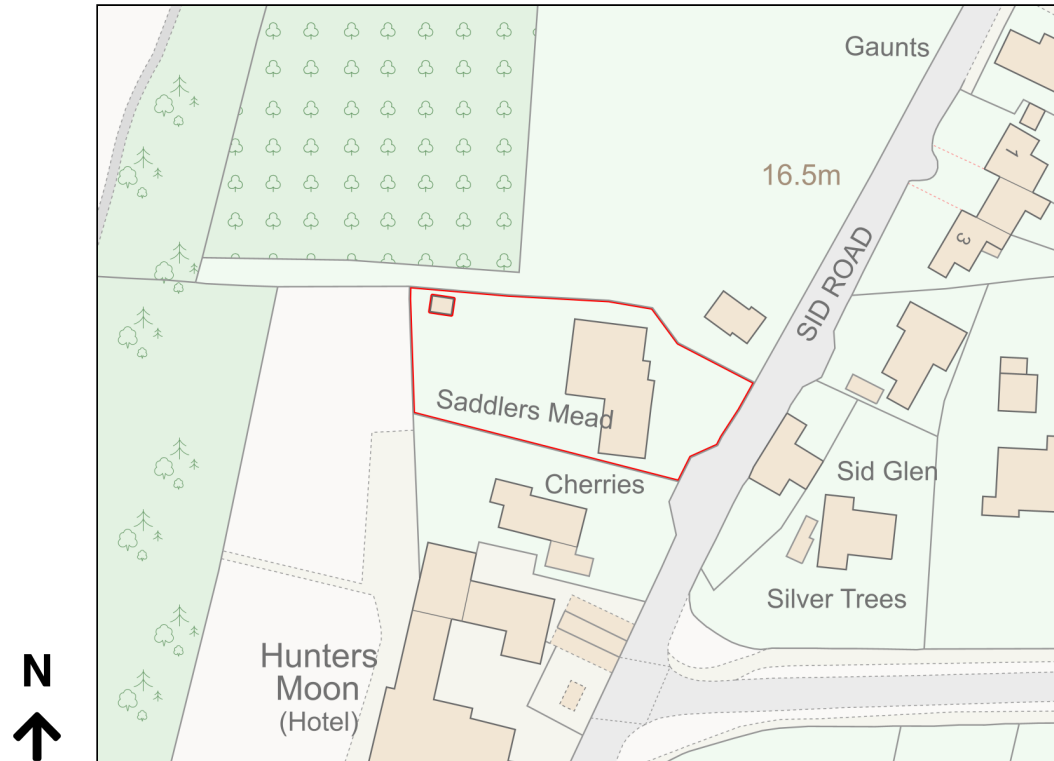 Gaunts
1
16.5m
3
SID ROAD
Saddlers Mead
Sid Glen
Cherries
Silver Trees
Hunters
Moon
(Hotel)
N